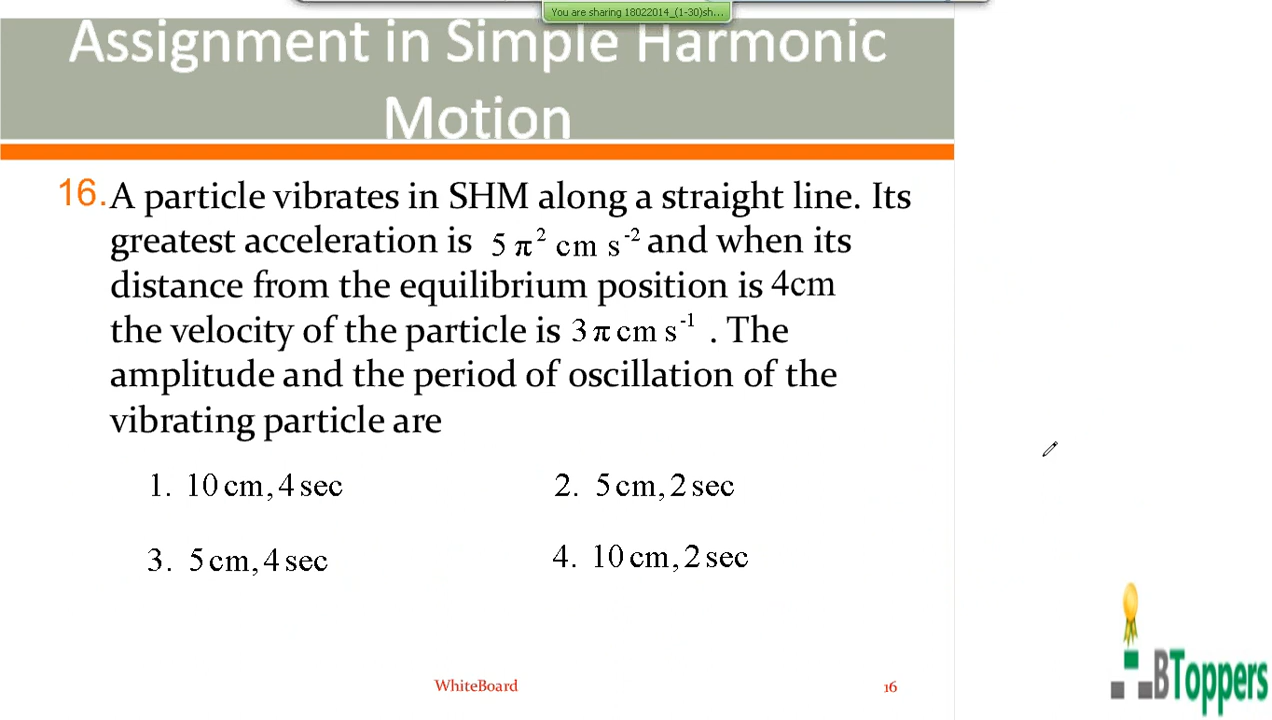 You are sharing 18022014_(1-30)sh...
Assignment in Simple Harmonic
Motion
16. A particle vibrates in SHM along a straight line. Its
greatest acceleration is 5 π² cm s⁻² and when its
distance from the equilibrium position is 4cm
the velocity of the particle is 3 π cm s⁻¹ . The
amplitude and the period of oscillation of the
vibrating particle are
1. 10 cm, 4 sec 2. 5 cm, 2 sec
3. 5 cm, 4 sec 4. 10 cm, 2 sec
WhiteBoard 16
BToppers